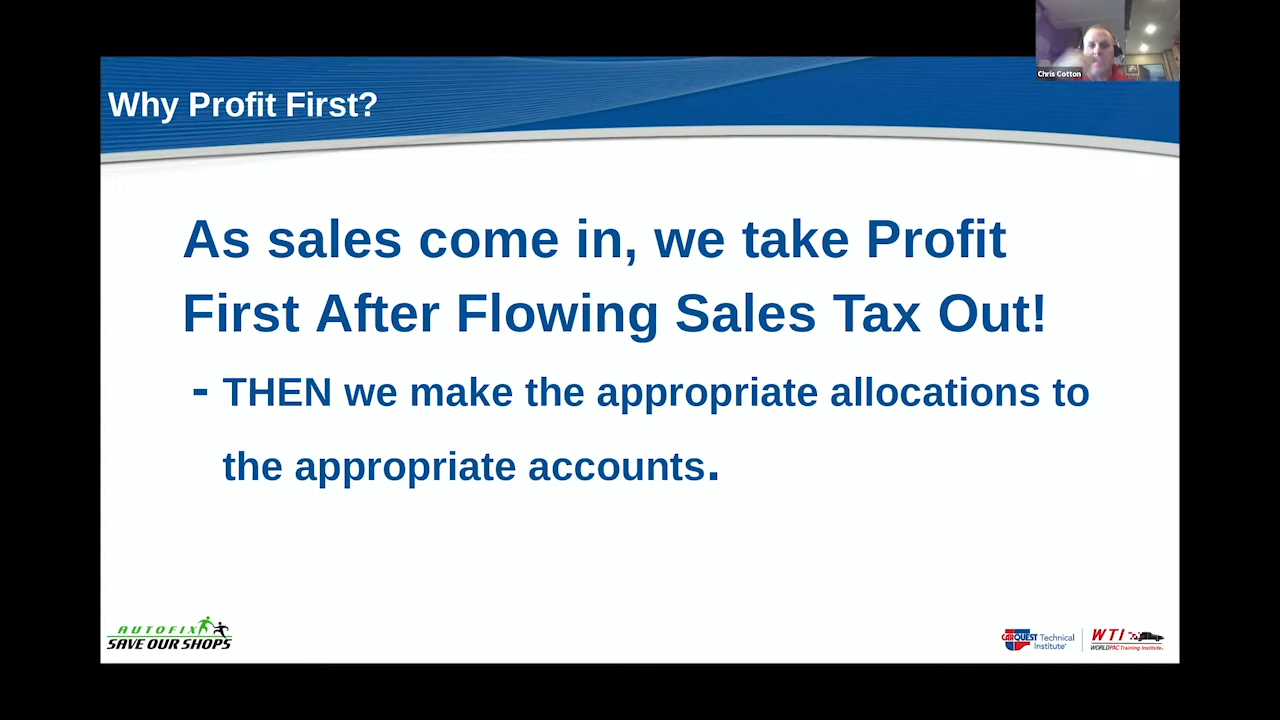 Chris Cotton
Why Profit First?
As sales come in, we take Profit
First After Flowing Sales Tax Out!
- THEN we make the appropriate allocations to
the appropriate accounts.
AUTOFIX
SAVE OUR SHOPS
CARQUEST Technical
Institute
WTI
WORLDPAC Training Institute.